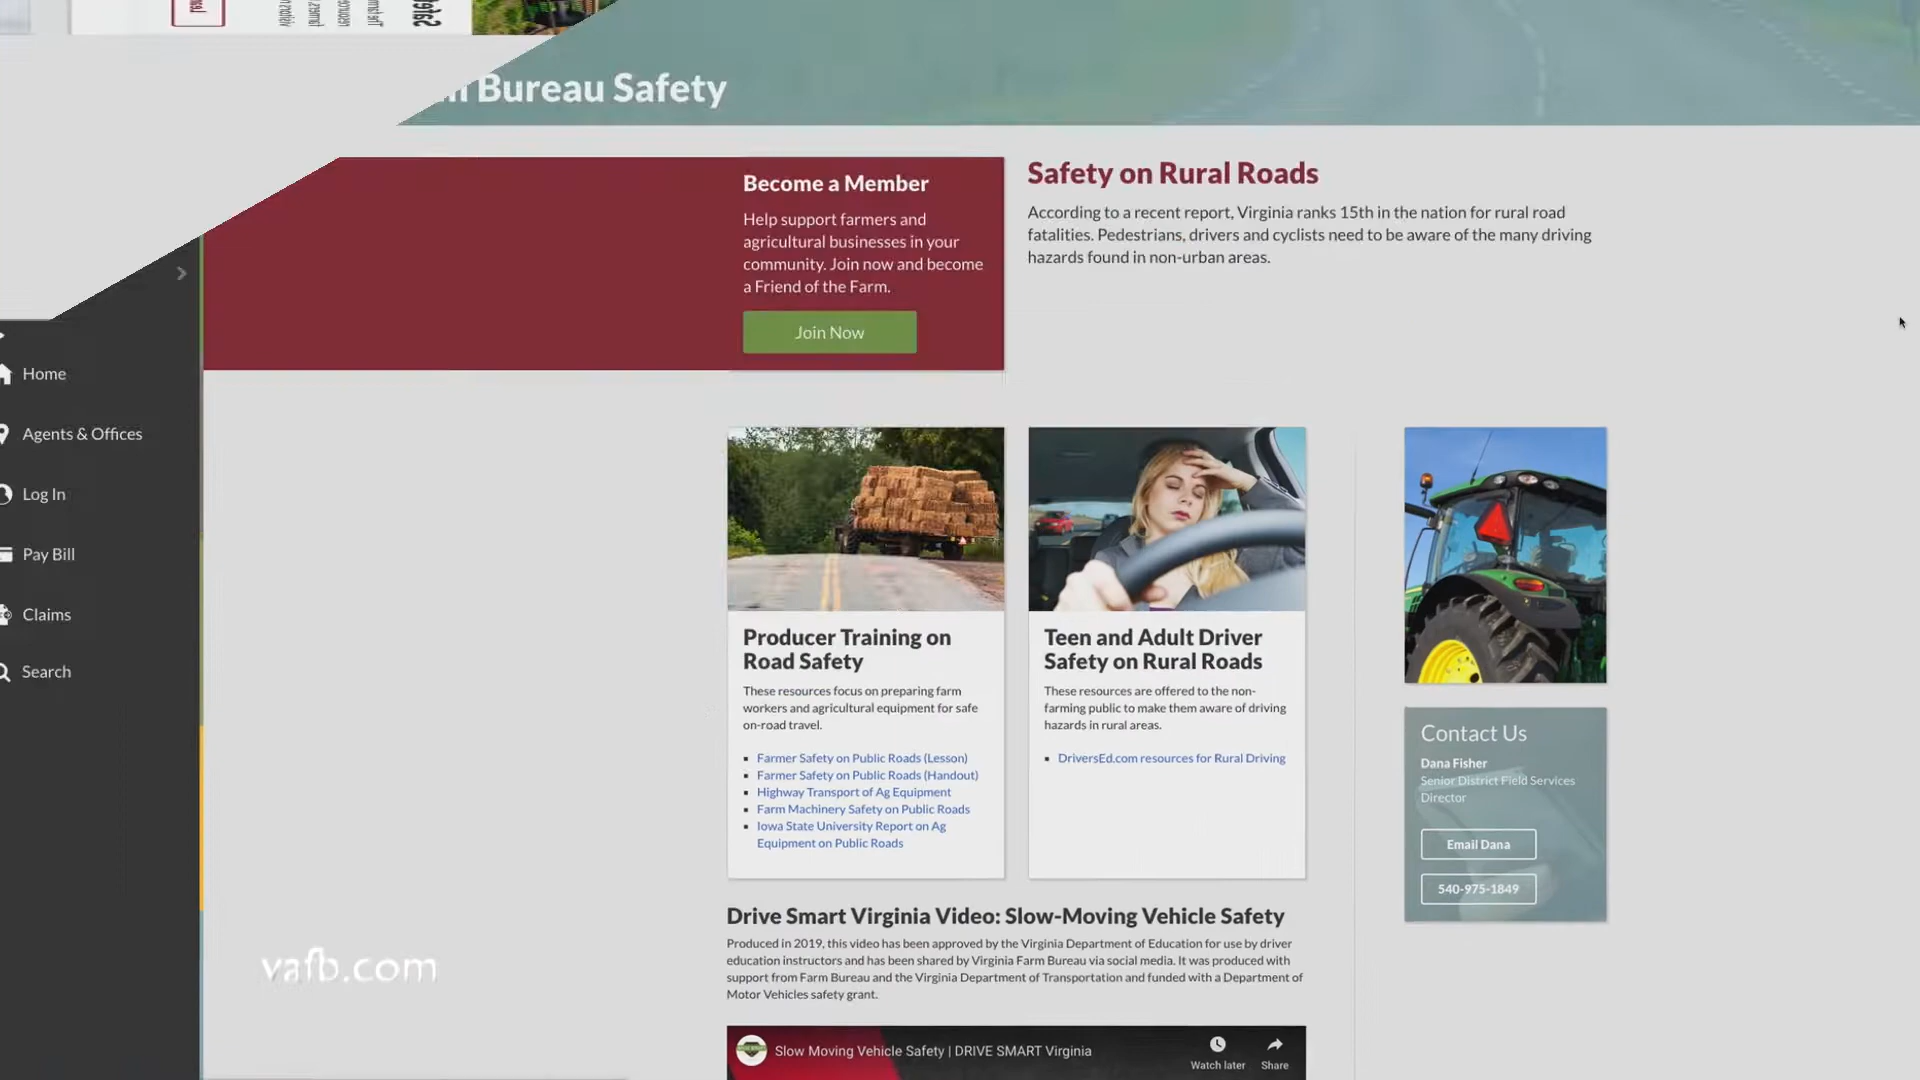 Bureau Safety
Become a Member
Help support farmers and
agricultural businesses in your
community. Join now and become
a Friend of the Farm.
Join Now
Safety on Rural Roads
According to a recent report, Virginia ranks 15th in the nation for rural road
fatalities. Pedestrians, drivers and cyclists need to be aware of the many driving
hazards found in non-urban areas.
Home
Agents & Offices
Log In
Pay Bill
Claims
Search
Producer Training on
Road Safety
These resources focus on preparing farm
workers and agricultural equipment for safe
on-road travel.
Farmer Safety on Public Roads (Lesson)
Farmer Safety on Public Roads (Handout)
Highway Transport of Ag Equipment
Farm Machinery Safety on Public Roads
Iowa State University Report on Ag
Equipment on Public Roads
Teen and Adult Driver
Safety on Rural Roads
These resources are offered to the non-
farming public to make them aware of driving
hazards in rural areas.
DriversEd.com resources for Rural Driving
Contact Us
Dana Fisher
Senior District Field Services
Director
Email Dana
540-975-1849
Drive Smart Virginia Video: Slow-Moving Vehicle Safety
Produced in 2019, this video has been approved by the Virginia Department of Education for use by driver
education instructors and has been shared by Virginia Farm Bureau via social media. It was produced with
support from Farm Bureau and the Virginia Department of Transportation and funded with a Department of
Motor Vehicles safety grant.
Slow Moving Vehicle Safety | DRIVE SMART Virginia
Watch later
Share
vafb.com